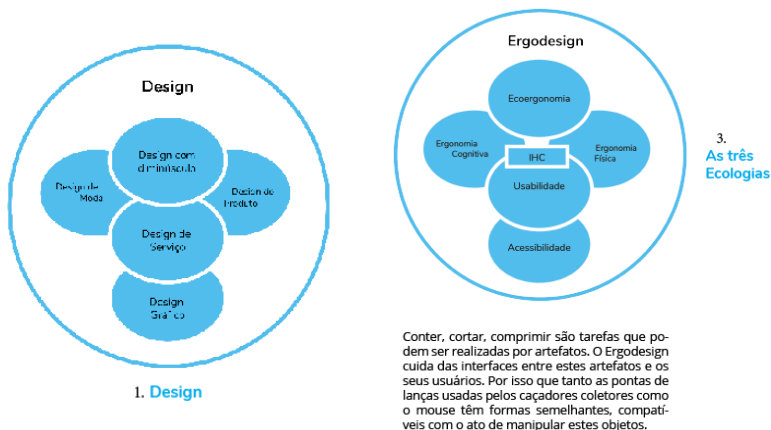 Design
Design com
diminúscula
Design de
Moda
Design de
Produto
Design de
Serviço
Design
Gráfico
1. Design
Ergodesign
Ecoergonomia
Ergonomia
Cognitiva
IHC
Ergonomia
Física
Usabilidade
Acessibilidade
3.
As três
Ecologias
Conter, cortar, comprimir são tarefas que po-
dem ser realizadas por artefatos. O Ergodesign
cuida das interfaces entre estes artefatos e os
seus usuários. Por isso que tanto as pontas de
lanças usadas pelos caçadores coletores como
o mouse têm formas semelhantes, compatí-
veis com o ato de manipular estes objetos.